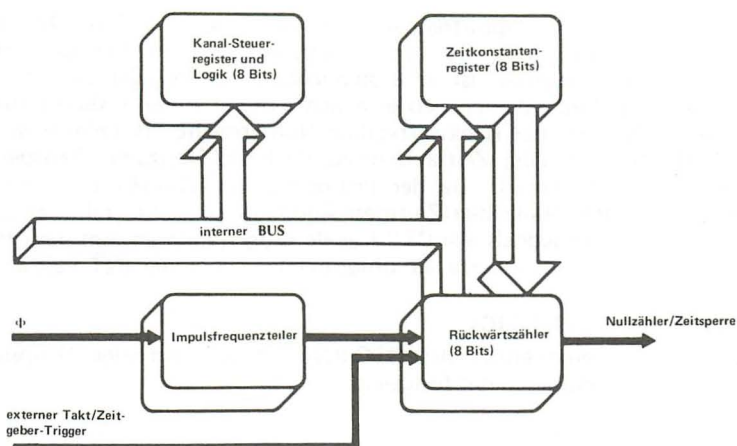 Kanal-Steuer-
register und
Logik (8 Bits)
Zeitkonstanten-
register (8 Bits)
interner BUS
Φ
Impulsfrequenzteiler
Rückwärtszähler
(8 Bits)
Nullzähler/Zeitsperre
externer Takt/Zeit-
geber-Trigger